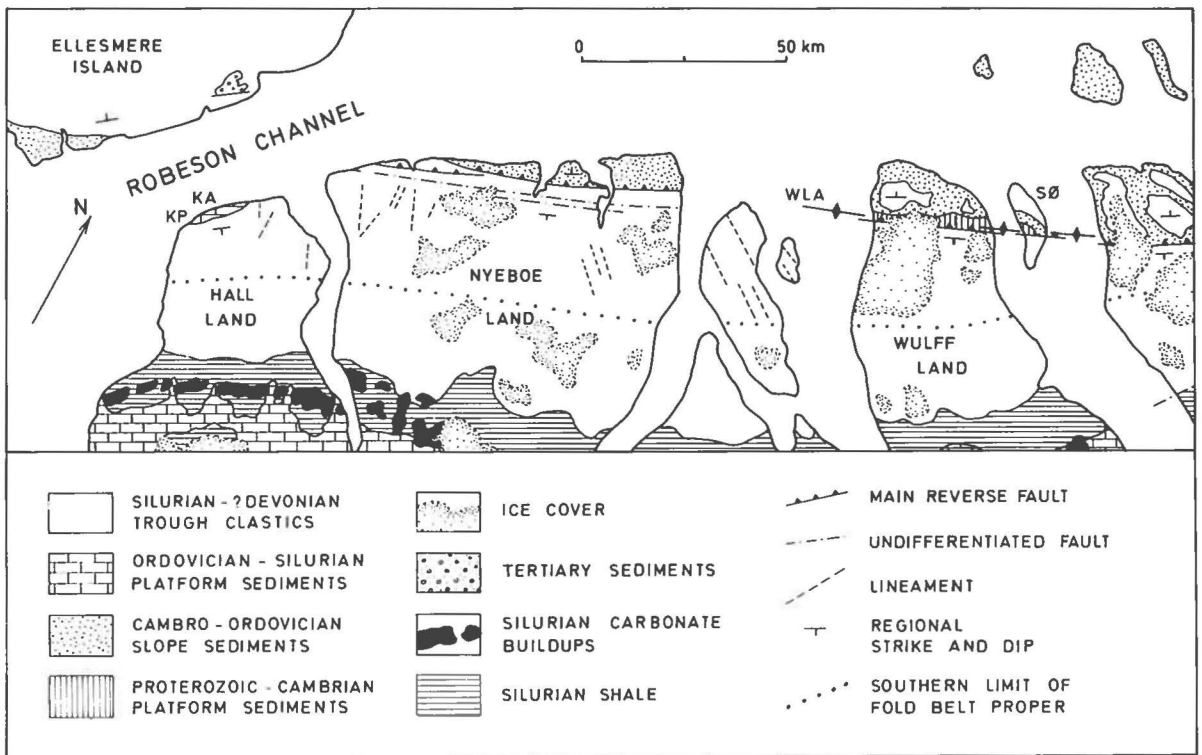 ELLESMERE
ISLAND
0 50 km
ROBESON CHANNEL
N
KA
KP
WLA
SØ
HALL
LAND
NYEBOE
LAND
WULFF
LAND
SILURIAN - ? DEVONIAN
TROUGH CLASTICS
ORDOVICIAN - SILURIAN
PLATFORM SEDIMENTS
CAMBRO - ORDOVICIAN
SLOPE SEDIMENTS
PROTEROZOIC - CAMBRIAN
PLATFORM SEDIMENTS
ICE COVER
TERTIARY SEDIMENTS
SILURIAN CARBONATE
BUILDUPS
SILURIAN SHALE
MAIN REVERSE FAULT
UNDIFFERENTIATED FAULT
LINEAMENT
REGIONAL
STRIKE AND DIP
SOUTHERN LIMIT OF
FOLD BELT PROPER